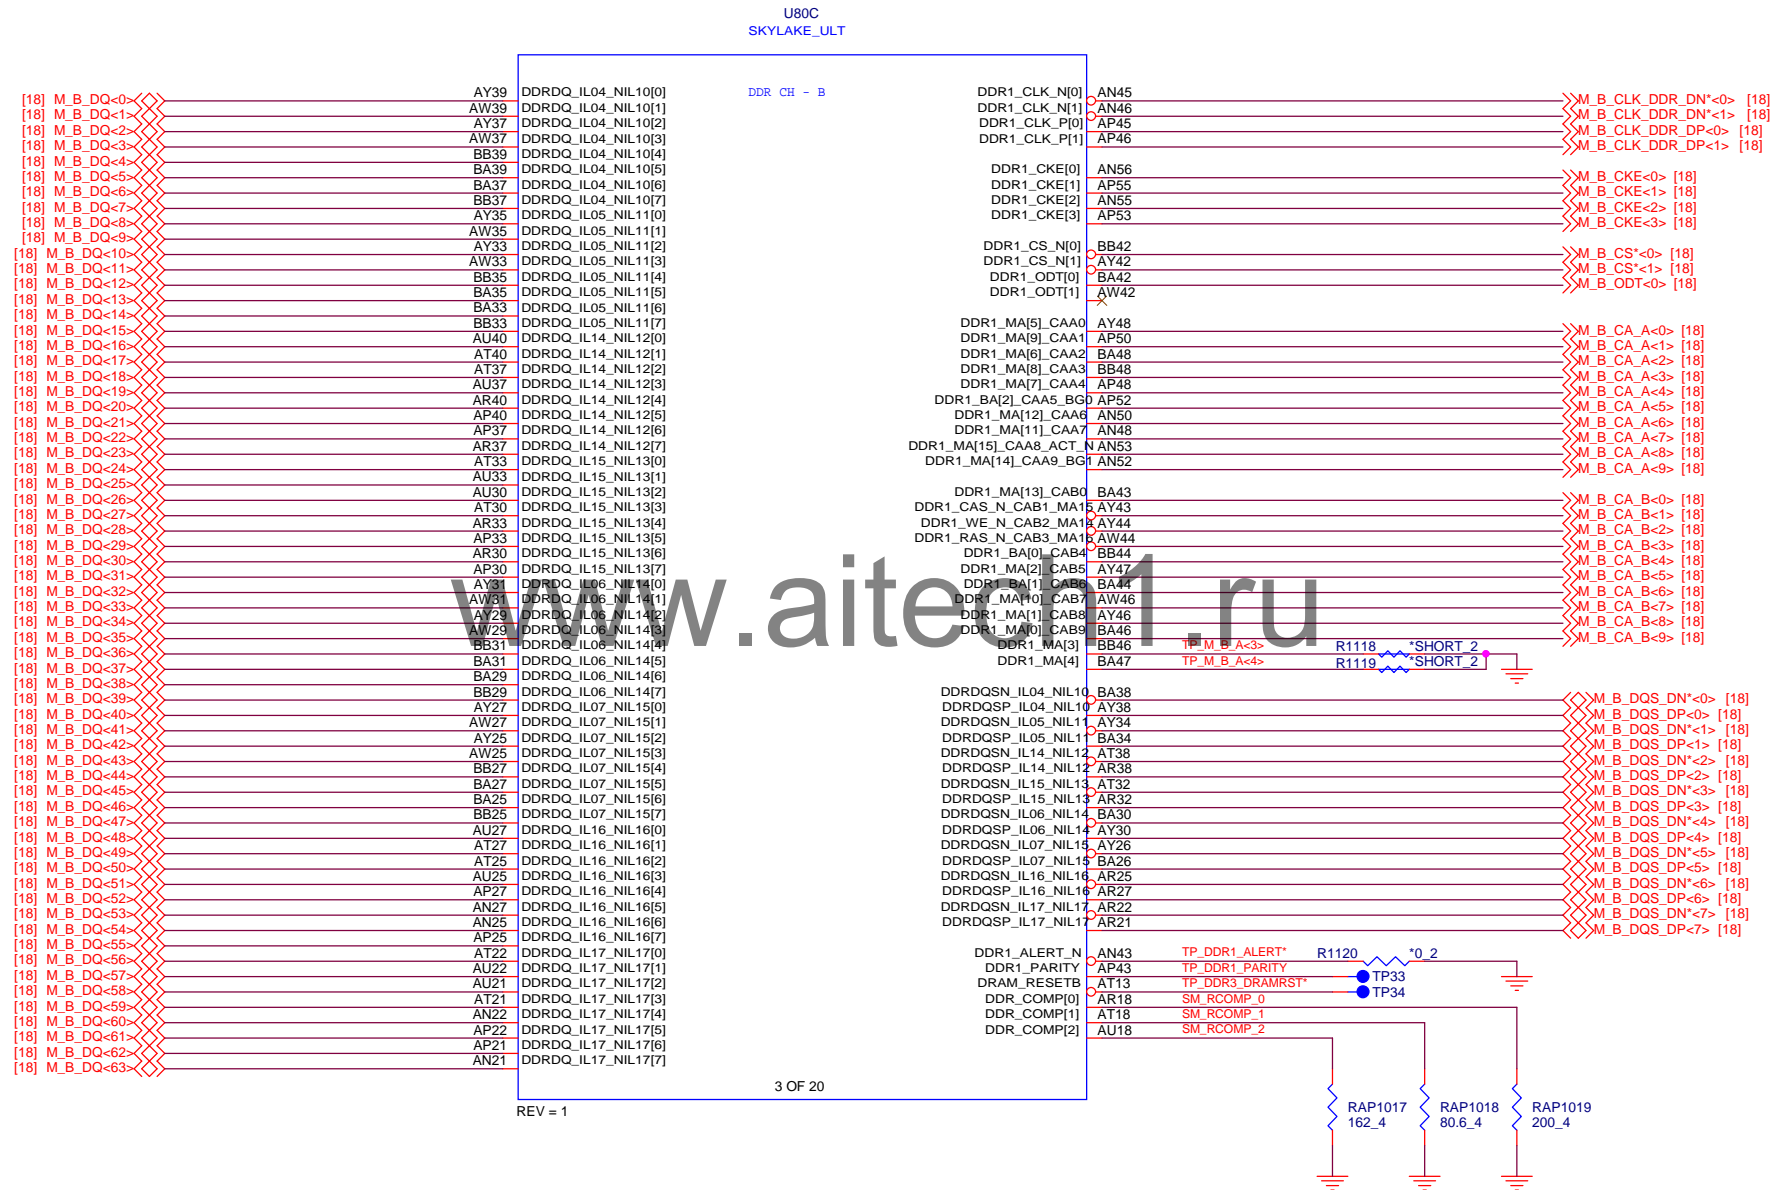 U80C
SKYLAKE_ULT
DDR CH - B
[18] M_B_DQ<0> AY39 DDRDQ_IL04_NIL10[0]
[18] M_B_DQ<1> AW39 DDRDQ_IL04_NIL10[1]
[18] M_B_DQ<2> AY37 DDRDQ_IL04_NIL10[2]
[18] M_B_DQ<3> AW37 DDRDQ_IL04_NIL10[3]
[18] M_B_DQ<4> BB39 DDRDQ_IL04_NIL10[4]
[18] M_B_DQ<5> BA39 DDRDQ_IL04_NIL10[5]
[18] M_B_DQ<6> BA37 DDRDQ_IL04_NIL10[6]
[18] M_B_DQ<7> BB37 DDRDQ_IL04_NIL10[7]
[18] M_B_DQ<8> AY35 DDRDQ_IL05_NIL11[0]
[18] M_B_DQ<9> AW35 DDRDQ_IL05_NIL11[1]
[18] M_B_DQ<10> AY33 DDRDQ_IL05_NIL11[2]
[18] M_B_DQ<11> AW33 DDRDQ_IL05_NIL11[3]
[18] M_B_DQ<12> BB35 DDRDQ_IL05_NIL11[4]
[18] M_B_DQ<13> BA35 DDRDQ_IL05_NIL11[5]
[18] M_B_DQ<14> BA33 DDRDQ_IL05_NIL11[6]
[18] M_B_DQ<15> BB33 DDRDQ_IL05_NIL11[7]
[18] M_B_DQ<16> AU40 DDRDQ_IL14_NIL12[0]
[18] M_B_DQ<17> AT40 DDRDQ_IL14_NIL12[1]
[18] M_B_DQ<18> AT37 DDRDQ_IL14_NIL12[2]
[18] M_B_DQ<19> AU37 DDRDQ_IL14_NIL12[3]
[18] M_B_DQ<20> AR40 DDRDQ_IL14_NIL12[4]
[18] M_B_DQ<21> AP40 DDRDQ_IL14_NIL12[5]
[18] M_B_DQ<22> AP37 DDRDQ_IL14_NIL12[6]
[18] M_B_DQ<23> AR37 DDRDQ_IL14_NIL12[7]
[18] M_B_DQ<24> AT33 DDRDQ_IL15_NIL13[0]
[18] M_B_DQ<25> AU33 DDRDQ_IL15_NIL13[1]
[18] M_B_DQ<26> AU30 DDRDQ_IL15_NIL13[2]
[18] M_B_DQ<27> AT30 DDRDQ_IL15_NIL13[3]
[18] M_B_DQ<28> AR33 DDRDQ_IL15_NIL13[4]
[18] M_B_DQ<29> AP33 DDRDQ_IL15_NIL13[5]
[18] M_B_DQ<30> AR30 DDRDQ_IL15_NIL13[6]
[18] M_B_DQ<31> AP30 DDRDQ_IL15_NIL13[7]
[18] M_B_DQ<32> AY31 DDRDQ_IL06_NIL14[0]
[18] M_B_DQ<33> AW31 DDRDQ_IL06_NIL14[1]
[18] M_B_DQ<34> AY29 DDRDQ_IL06_NIL14[2]
[18] M_B_DQ<35> AW29 DDRDQ_IL06_NIL14[3]
[18] M_B_DQ<36> BB31 DDRDQ_IL06_NIL14[4]
[18] M_B_DQ<37> BA31 DDRDQ_IL06_NIL14[5]
[18] M_B_DQ<38> BA29 DDRDQ_IL06_NIL14[6]
[18] M_B_DQ<39> BB29 DDRDQ_IL06_NIL14[7]
[18] M_B_DQ<40> AY27 DDRDQ_IL07_NIL15[0]
[18] M_B_DQ<41> AW27 DDRDQ_IL07_NIL15[1]
[18] M_B_DQ<42> AY25 DDRDQ_IL07_NIL15[2]
[18] M_B_DQ<43> AW25 DDRDQ_IL07_NIL15[3]
[18] M_B_DQ<44> BB27 DDRDQ_IL07_NIL15[4]
[18] M_B_DQ<45> BA27 DDRDQ_IL07_NIL15[5]
[18] M_B_DQ<46> BA25 DDRDQ_IL07_NIL15[6]
[18] M_B_DQ<47> BB25 DDRDQ_IL07_NIL15[7]
[18] M_B_DQ<48> AU27 DDRDQ_IL16_NIL16[0]
[18] M_B_DQ<49> AT27 DDRDQ_IL16_NIL16[1]
[18] M_B_DQ<50> AT25 DDRDQ_IL16_NIL16[2]
[18] M_B_DQ<51> AU25 DDRDQ_IL16_NIL16[3]
[18] M_B_DQ<52> AP27 DDRDQ_IL16_NIL16[4]
[18] M_B_DQ<53> AN27 DDRDQ_IL16_NIL16[5]
[18] M_B_DQ<54> AN25 DDRDQ_IL16_NIL16[6]
[18] M_B_DQ<55> AP25 DDRDQ_IL16_NIL16[7]
[18] M_B_DQ<56> AT22 DDRDQ_IL17_NIL17[0]
[18] M_B_DQ<57> AU22 DDRDQ_IL17_NIL17[1]
[18] M_B_DQ<58> AU21 DDRDQ_IL17_NIL17[2]
[18] M_B_DQ<59> AT21 DDRDQ_IL17_NIL17[3]
[18] M_B_DQ<60> AN22 DDRDQ_IL17_NIL17[4]
[18] M_B_DQ<61> AP22 DDRDQ_IL17_NIL17[5]
[18] M_B_DQ<62> AP21 DDRDQ_IL17_NIL17[6]
[18] M_B_DQ<63> AN21 DDRDQ_IL17_NIL17[7]
DDR1_CLK_N[0] AN45 M_B_CLK_DDR_DN*<0> [18]
DDR1_CLK_N[1] AN46 M_B_CLK_DDR_DN*<1> [18]
DDR1_CLK_P[0] AP45 M_B_CLK_DDR_DP<0> [18]
DDR1_CLK_P[1] AP46 M_B_CLK_DDR_DP<1> [18]
DDR1_CKE[0] AN56 M_B_CKE<0> [18]
DDR1_CKE[1] AP55 M_B_CKE<1> [18]
DDR1_CKE[2] AN55 M_B_CKE<2> [18]
DDR1_CKE[3] AP53 M_B_CKE<3> [18]
DDR1_CS_N[0] BB42 M_B_CS*<0> [18]
DDR1_CS_N[1] AY42 M_B_CS*<1> [18]
DDR1_ODT[0] BA42 M_B_ODT<0> [18]
DDR1_ODT[1] AW42
DDR1_MA[5]_CAA0 AY48 M_B_CA_A<0> [18]
DDR1_MA[9]_CAA1 AP50 M_B_CA_A<1> [18]
DDR1_MA[6]_CAA2 BA48 M_B_CA_A<2> [18]
DDR1_MA[8]_CAA3 BB48 M_B_CA_A<3> [18]
DDR1_MA[7]_CAA4 AP48 M_B_CA_A<4> [18]
DDR1_BA[2]_CAA5_BG0 AP52 M_B_CA_A<5> [18]
DDR1_MA[12]_CAA6 AN50 M_B_CA_A<6> [18]
DDR1_MA[11]_CAA7 AN48 M_B_CA_A<7> [18]
DDR1_MA[15]_CAA8_ACT_N AN53 M_B_CA_A<8> [18]
DDR1_MA[14]_CAA9_BG1 AN52 M_B_CA_A<9> [18]
DDR1_MA[13]_CAB0 BA43 M_B_CA_B<0> [18]
DDR1_CAS_N_CAB1_MA15 AY43 M_B_CA_B<1> [18]
DDR1_WE_N_CAB2_MA14 AY44 M_B_CA_B<2> [18]
DDR1_RAS_N_CAB3_MA16 AW44 M_B_CA_B<3> [18]
DDR1_BA[0]_CAB4 BB44 M_B_CA_B<4> [18]
DDR1_MA[2]_CAB5 AY47 M_B_CA_B<5> [18]
DDR1_BA[1]_CAB6 BA44 M_B_CA_B<6> [18]
DDR1_MA[10]_CAB7 AW46 M_B_CA_B<7> [18]
DDR1_MA[1]_CAB8 AY46 M_B_CA_B<8> [18]
DDR1_MA[0]_CAB9 BA46 M_B_CA_B<9> [18]
DDR1_MA[3] BB46 TP_M_B_A<3> R1118 *SHORT_2
DDR1_MA[4] BA47 TP_M_B_A<4> R1119 *SHORT_2
DDRDQSN_IL04_NIL10 BA38 M_B_DQS_DN*<0> [18]
DDRDQSP_IL04_NIL10 AY38 M_B_DQS_DP<0> [18]
DDRDQSN_IL05_NIL11 AY34 M_B_DQS_DN*<1> [18]
DDRDQSP_IL05_NIL11 BA34 M_B_DQS_DP<1> [18]
DDRDQSN_IL14_NIL12 AT38 M_B_DQS_DN*<2> [18]
DDRDQSP_IL14_NIL12 AR38 M_B_DQS_DP<2> [18]
DDRDQSN_IL15_NIL13 AT32 M_B_DQS_DN*<3> [18]
DDRDQSP_IL15_NIL13 AR32 M_B_DQS_DP<3> [18]
DDRDQSN_IL06_NIL14 BA30 M_B_DQS_DN*<4> [18]
DDRDQSP_IL06_NIL14 AY30 M_B_DQS_DP<4> [18]
DDRDQSN_IL07_NIL15 AY26 M_B_DQS_DN*<5> [18]
DDRDQSP_IL07_NIL15 BA26 M_B_DQS_DP<5> [18]
DDRDQSN_IL16_NIL16 AR25 M_B_DQS_DN*<6> [18]
DDRDQSP_IL16_NIL16 AR27 M_B_DQS_DP<6> [18]
DDRDQSN_IL17_NIL17 AR22 M_B_DQS_DN*<7> [18]
DDRDQSP_IL17_NIL17 AR21 M_B_DQS_DP<7> [18]
DDR1_ALERT_N AN43 TP_DDR1_ALERT* R1120 *0_2
DDR1_PARITY AP43 TP_DDR1_PARITY TP33
DRAM_RESETB AT13 TP_DDR3_DRAMRST* TP34
DDR_COMP[0] AR18 SM_RCOMP_0
DDR_COMP[1] AT18 SM_RCOMP_1
DDR_COMP[2] AU18 SM_RCOMP_2
www.aitech1.ru
3 OF 20
REV = 1
RAP1017
162_4
RAP1018
80.6_4
RAP1019
200_4